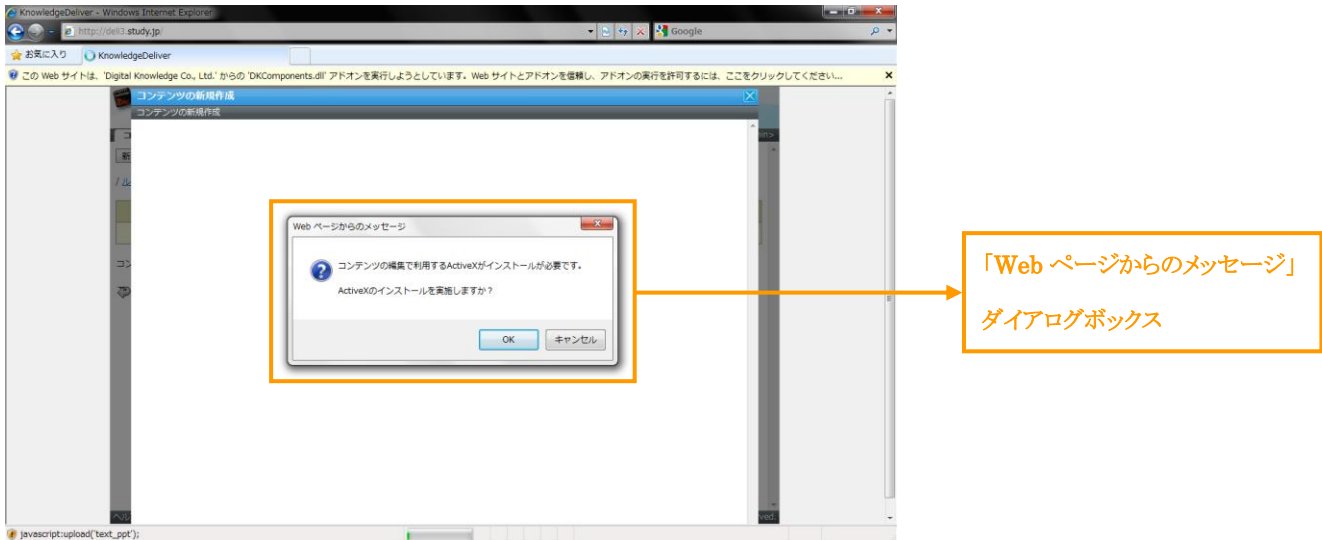 KnowledgeDeliver - Windows Internet Explorer
http://deli3.study.jp
Google
お気に入り KnowledgeDeliver
この Web サイトは、'Digital Knowledge Co., Ltd.' からの 'DKComponents.dll' アドオンを実行しようとしています。Web サイトとアドオンを信頼し、アドオンの実行を許可するには、ここをクリックしてください...
コンテンツの新規作成
コンテンツの新規作成
Web ページからのメッセージ
コンテンツの編集で利用するActiveXがインストールが必要です。
ActiveXのインストールを実施しますか？
OK キャンセル
「Web ページからのメッセージ」
ダイアログボックス
javascript:upload('text_ppt');